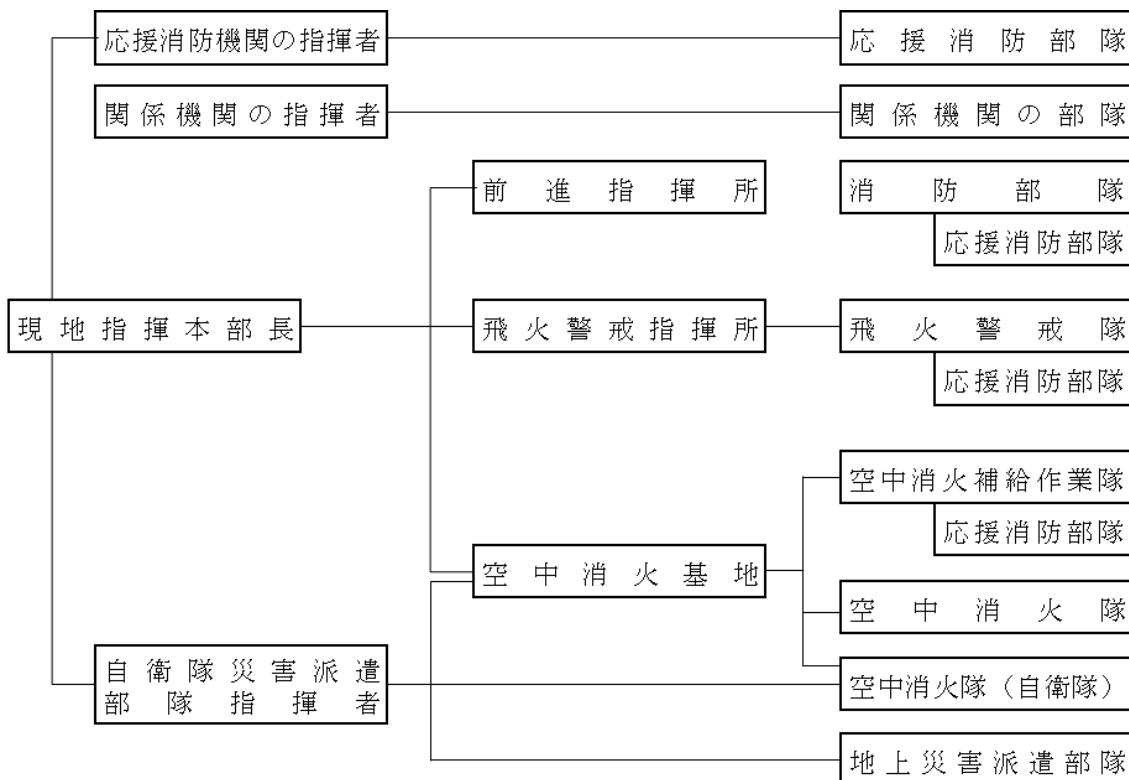 応援消防機関の指揮者
応援消防部隊
関係機関の指揮者
関係機関の部隊
前進指揮所
消防部隊
応援消防部隊
現地指揮本部長
飛火警戒指揮所
飛火警戒隊
応援消防部隊
空中消火補給作業隊
応援消防部隊
空中消火基地
空中消火隊
自衛隊災害派遣
部隊指揮者
空中消火隊（自衛隊）
地上災害派遣部隊